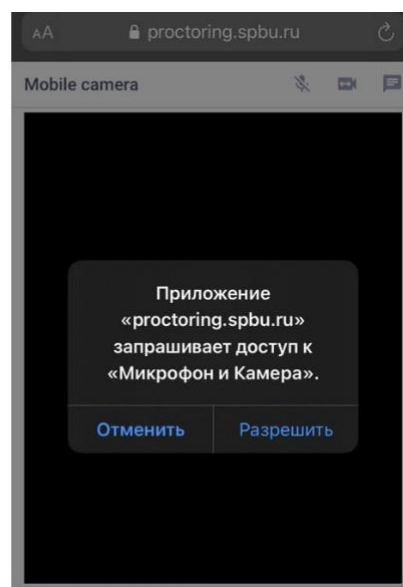 AA proctoring.spbu.ru
Mobile camera
Приложение
«proctoring.spbu.ru»
запрашивает доступ к
«Микрофон и Камера».
Отменить Разрешить